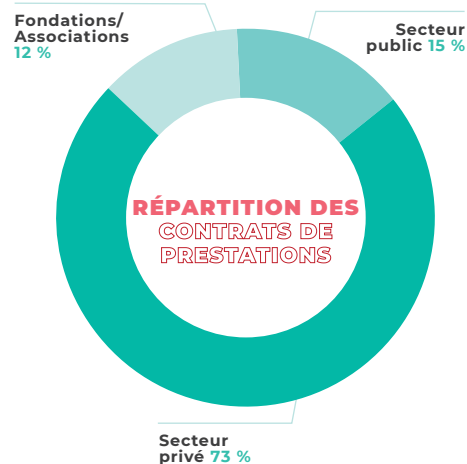 Fondations/
Associations
12 %
Secteur
public 15 %
RÉPARTITION DES
CONTRATS DE
PRESTATIONS
Secteur
privé 73 %